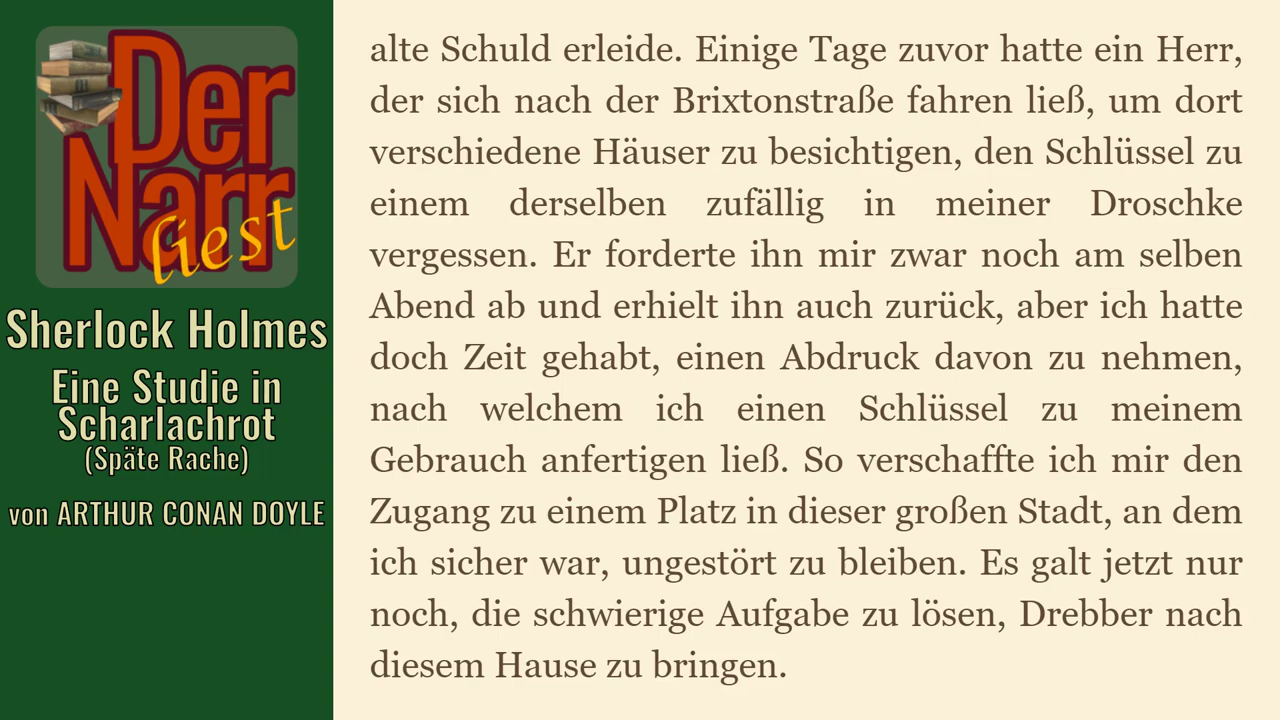 Der
Narr
liest
Sherlock Holmes
Eine Studie in
Scharlachrot
(Späte Rache)
von ARTHUR CONAN DOYLE
alte Schuld erleide. Einige Tage zuvor hatte ein Herr,
der sich nach der Brixtonstraße fahren ließ, um dort
verschiedene Häuser zu besichtigen, den Schlüssel zu
einem derselben zufällig in meiner Droschke
vergessen. Er forderte ihn mir zwar noch am selben
Abend ab und erhielt ihn auch zurück, aber ich hatte
doch Zeit gehabt, einen Abdruck davon zu nehmen,
nach welchem ich einen Schlüssel zu meinem
Gebrauch anfertigen ließ. So verschaffte ich mir den
Zugang zu einem Platz in dieser großen Stadt, an dem
ich sicher war, ungestört zu bleiben. Es galt jetzt nur
noch, die schwierige Aufgabe zu lösen, Drebber nach
diesem Hause zu bringen.